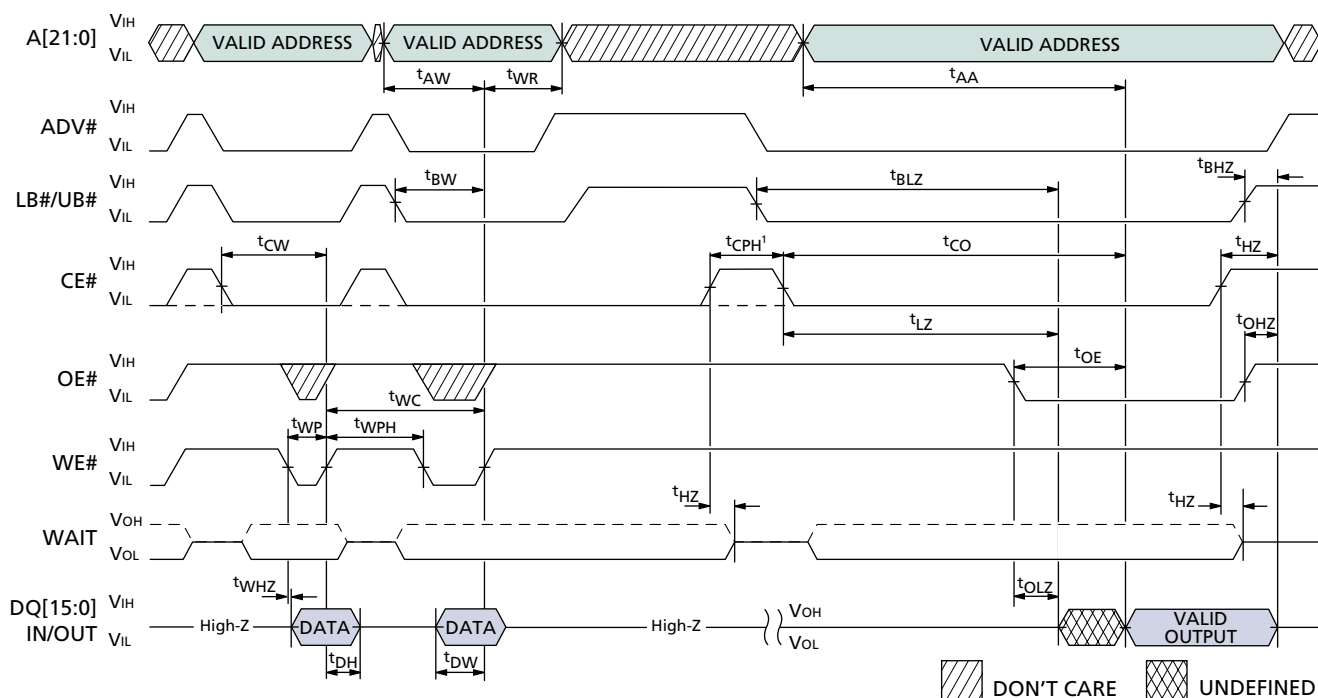 A[21:0] VIH VIL VALID ADDRESS VALID ADDRESS VALID ADDRESS
tAW tWR tAA
ADV# VIH VIL
LB#/UB# VIH VIL tBW tBLZ tBHZ
CE# VIH VIL tCW tCPH¹ tCO tHZ
tLZ tOHZ
OE# VIH VIL tOE
tWC
WE# VIH VIL tWP tWPH
tHZ tHZ
WAIT VOH VOL
tWHZ tOLZ
DQ[15:0] IN/OUT VIH VIL High-Z DATA DATA High-Z VOH VOL VALID OUTPUT
tDH tDW
DON'T CARE UNDEFINED